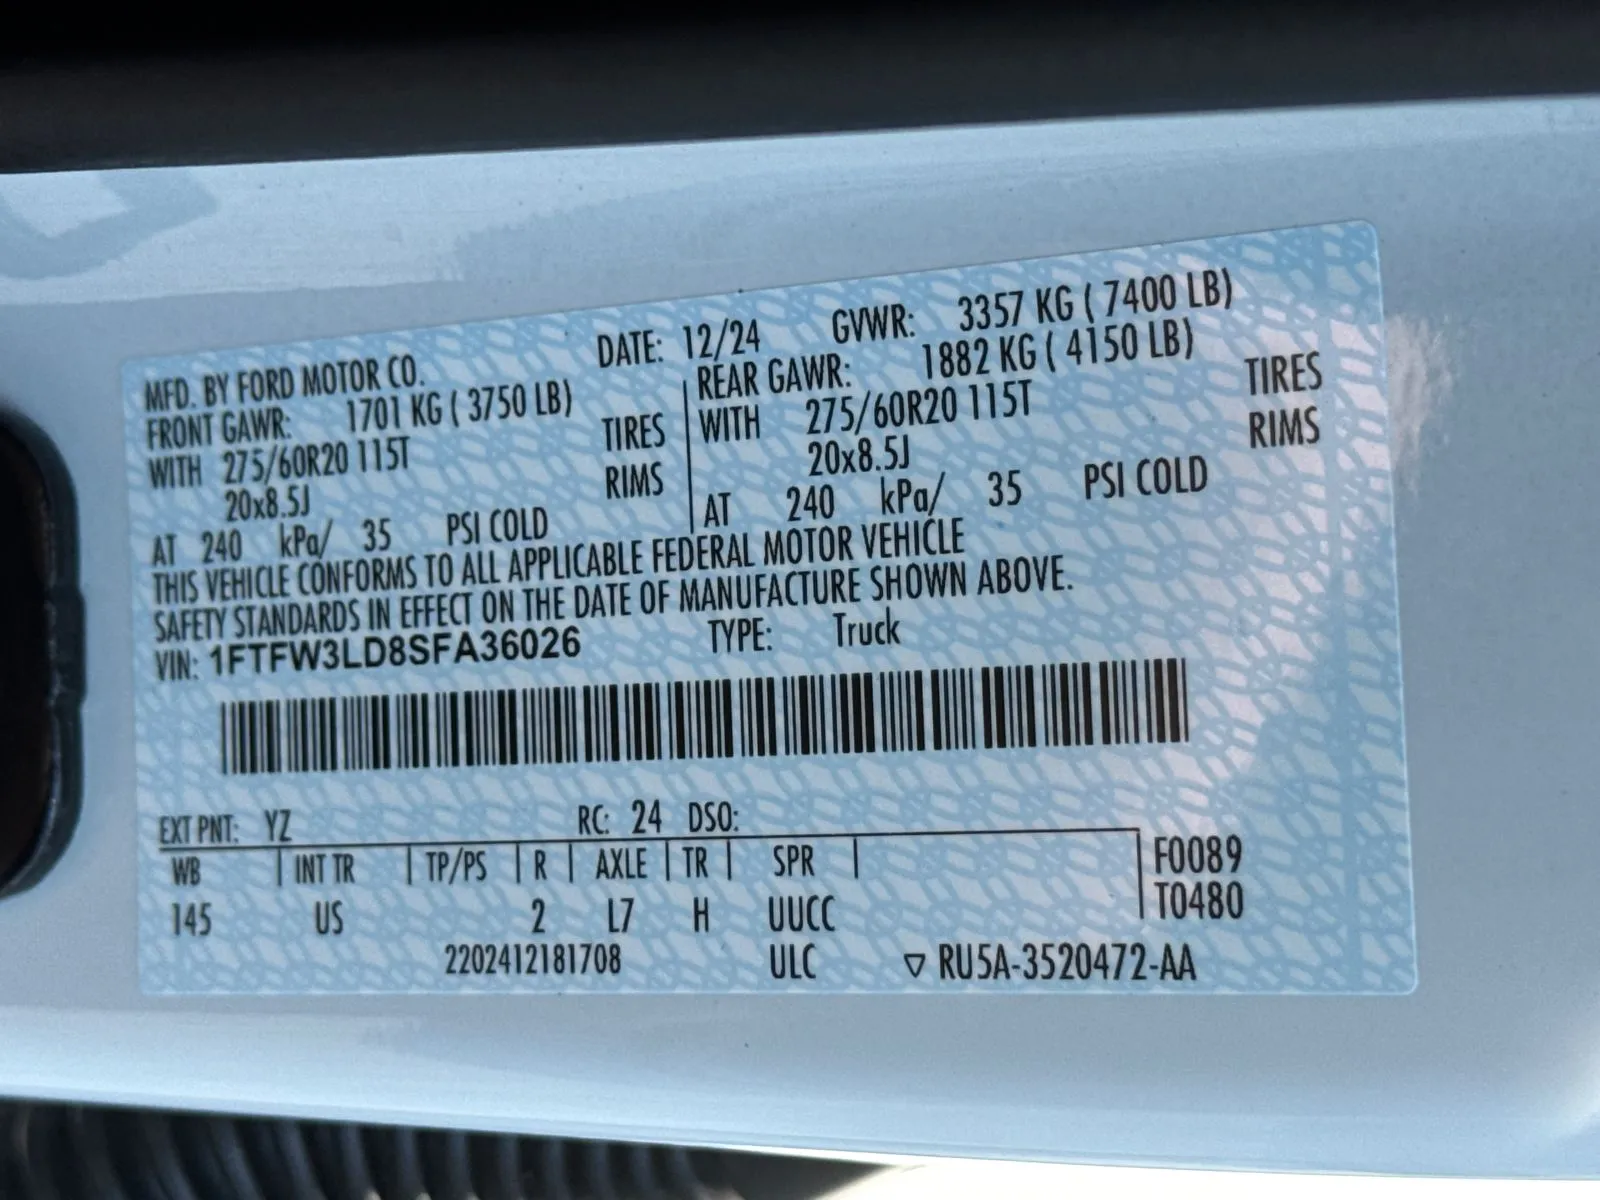 MFD. BY FORD MOTOR CO. DATE: 12/24 GVWR: 3357 KG ( 7400 LB)
FRONT GAWR: 1701 KG ( 3750 LB) REAR GAWR: 1882 KG ( 4150 LB)
WITH 275/60R20 115T TIRES WITH 275/60R20 115T TIRES
20x8.5J RIMS 20x8.5J RIMS
AT 240 kPa/ 35 PSI COLD AT 240 kPa/ 35 PSI COLD
THIS VEHICLE CONFORMS TO ALL APPLICABLE FEDERAL MOTOR VEHICLE
SAFETY STANDARDS IN EFFECT ON THE DATE OF MANUFACTURE SHOWN ABOVE.
VIN: 1FTFW3LD8SFA36026 TYPE: Truck
EXT PNT: YZ RC: 24 DSO:
WB INT TR TP/PS R AXLE TR SPR F0089
145 US 2 L7 H UUCC T0480
2202412181708 ULC ▽ RU5A-3520472-AA